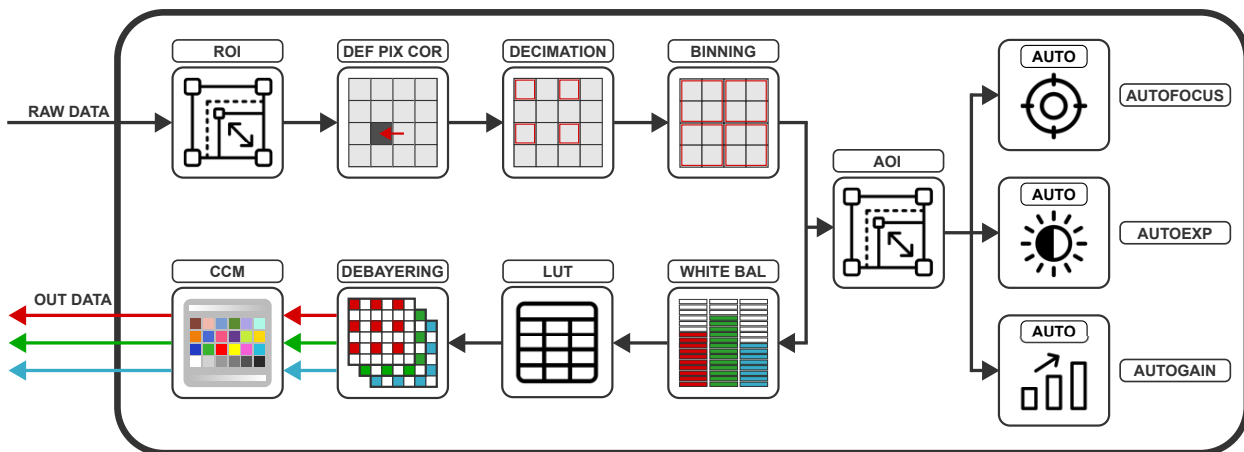 ROI
DEF PIX COR
DECIMATION
BINNING
AUTO
AUTOFOCUS
RAW DATA
AOI
AUTO
AUTOEXP
CCM
DEBAYERING
LUT
WHITE BAL
OUT DATA
AUTO
AUTOGAIN